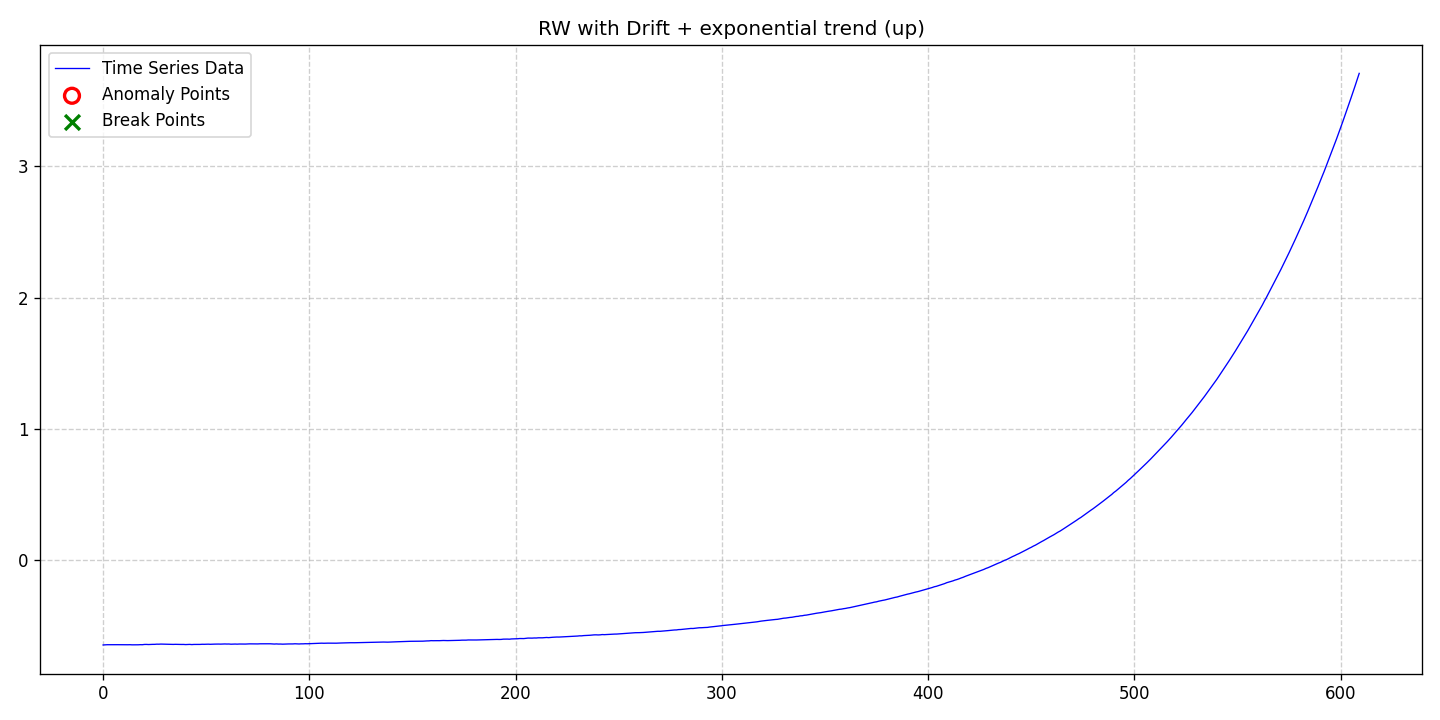 RW with Drift + exponential trend (up)
Time Series Data
Anomaly Points
Break Points
3
2
1
0
0 100 200 300 400 500 600